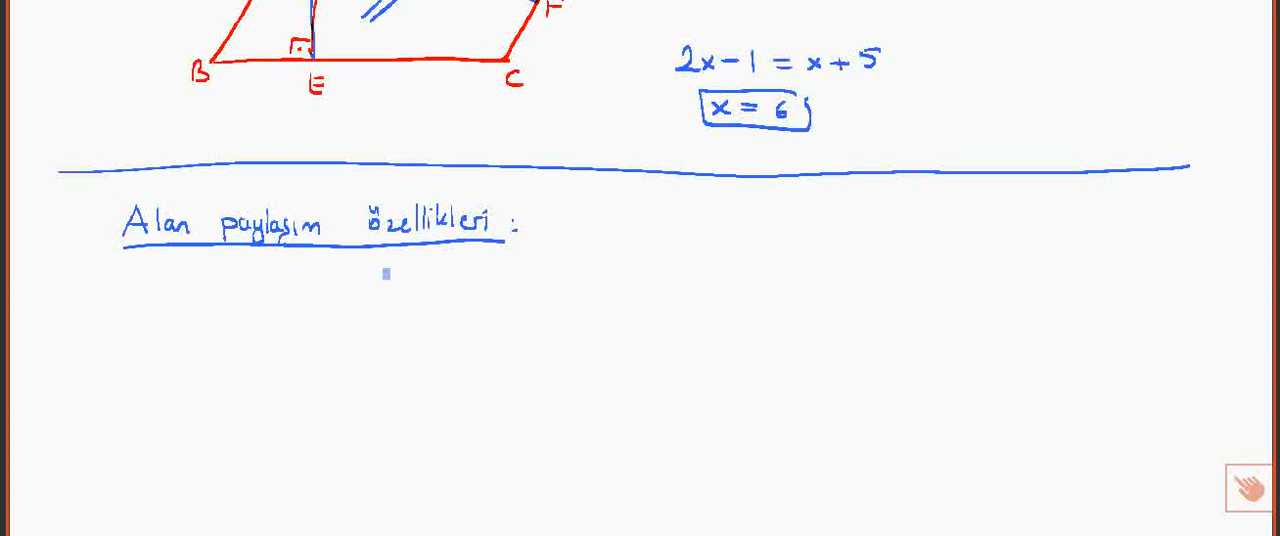 F
2x-1 = x+5
B
E
C
x = 6
Alan paylaşım özellikleri :